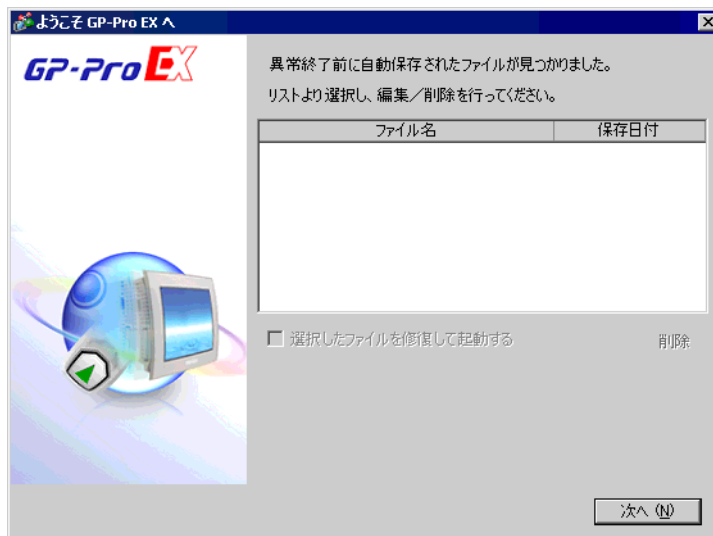 ようこそ GP-Pro EX へ
GP-Pro EX
異常終了前に自動保存されたファイルが見つかりました。
リストより選択し、編集／削除を行ってください。
ファイル名 保存日付
選択したファイルを修復して起動する
削除
次へ (N)